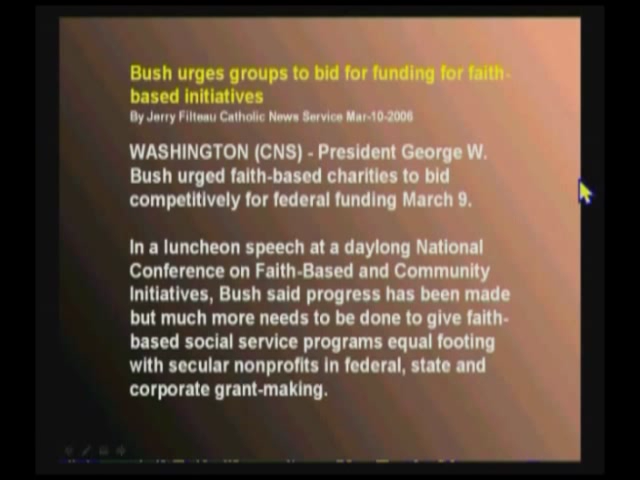 Bush urges groups to bid for funding for faith-
based initiatives
By Jerry Filteau Catholic News Service Mar-10-2006
WASHINGTON (CNS) - President George W.
Bush urged faith-based charities to bid
competitively for federal funding March 9.
In a luncheon speech at a daylong National
Conference on Faith-Based and Community
Initiatives, Bush said progress has been made
but much more needs to be done to give faith-
based social service programs equal footing
with secular nonprofits in federal, state and
corporate grant-making.